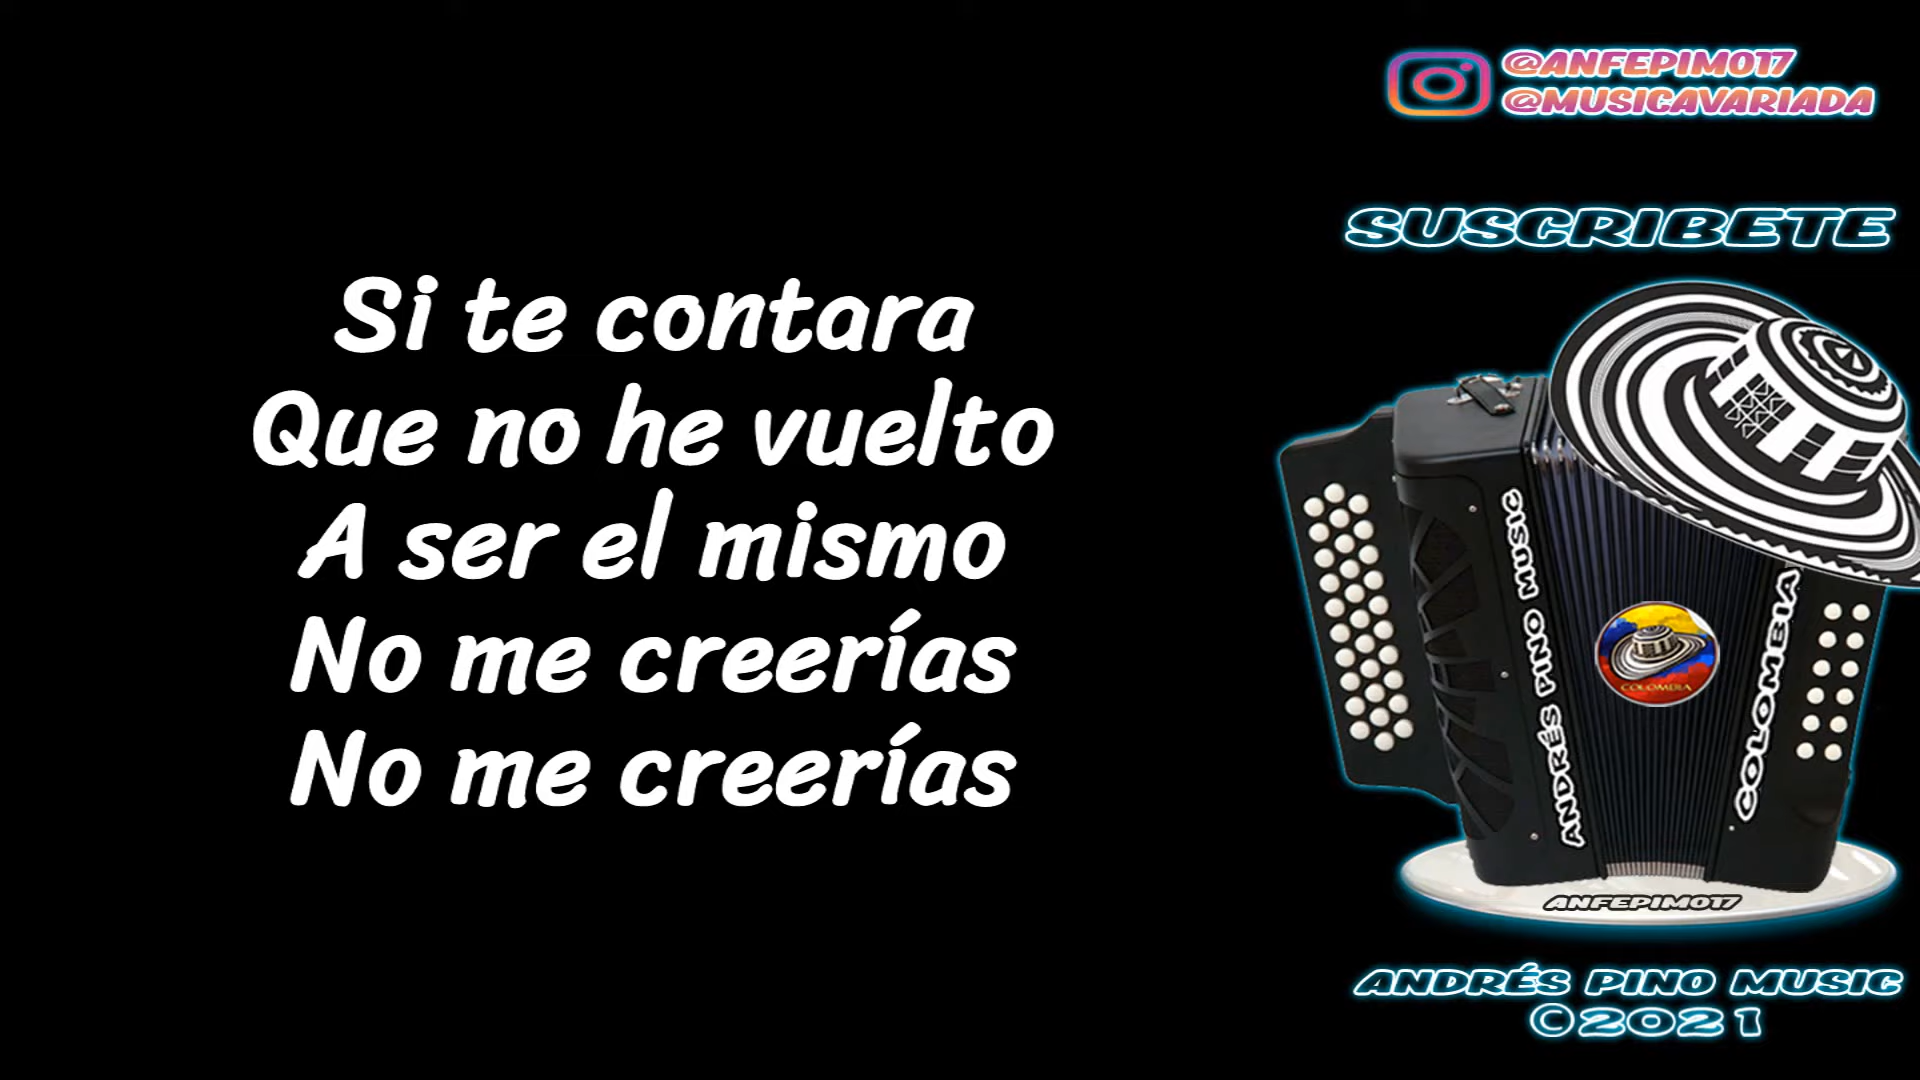 @ANFEPIMO17
@MUSICAVARIADA
SUSCRIBETE
Si te contara
Que no he vuelto
A ser el mismo
No me creerías
No me creerías
ANDRÉS PINO MUSIC
COLOMBIA
COLOMBIA
ANFEPIMO17
ANDRÉS PINO MUSIC
©2021